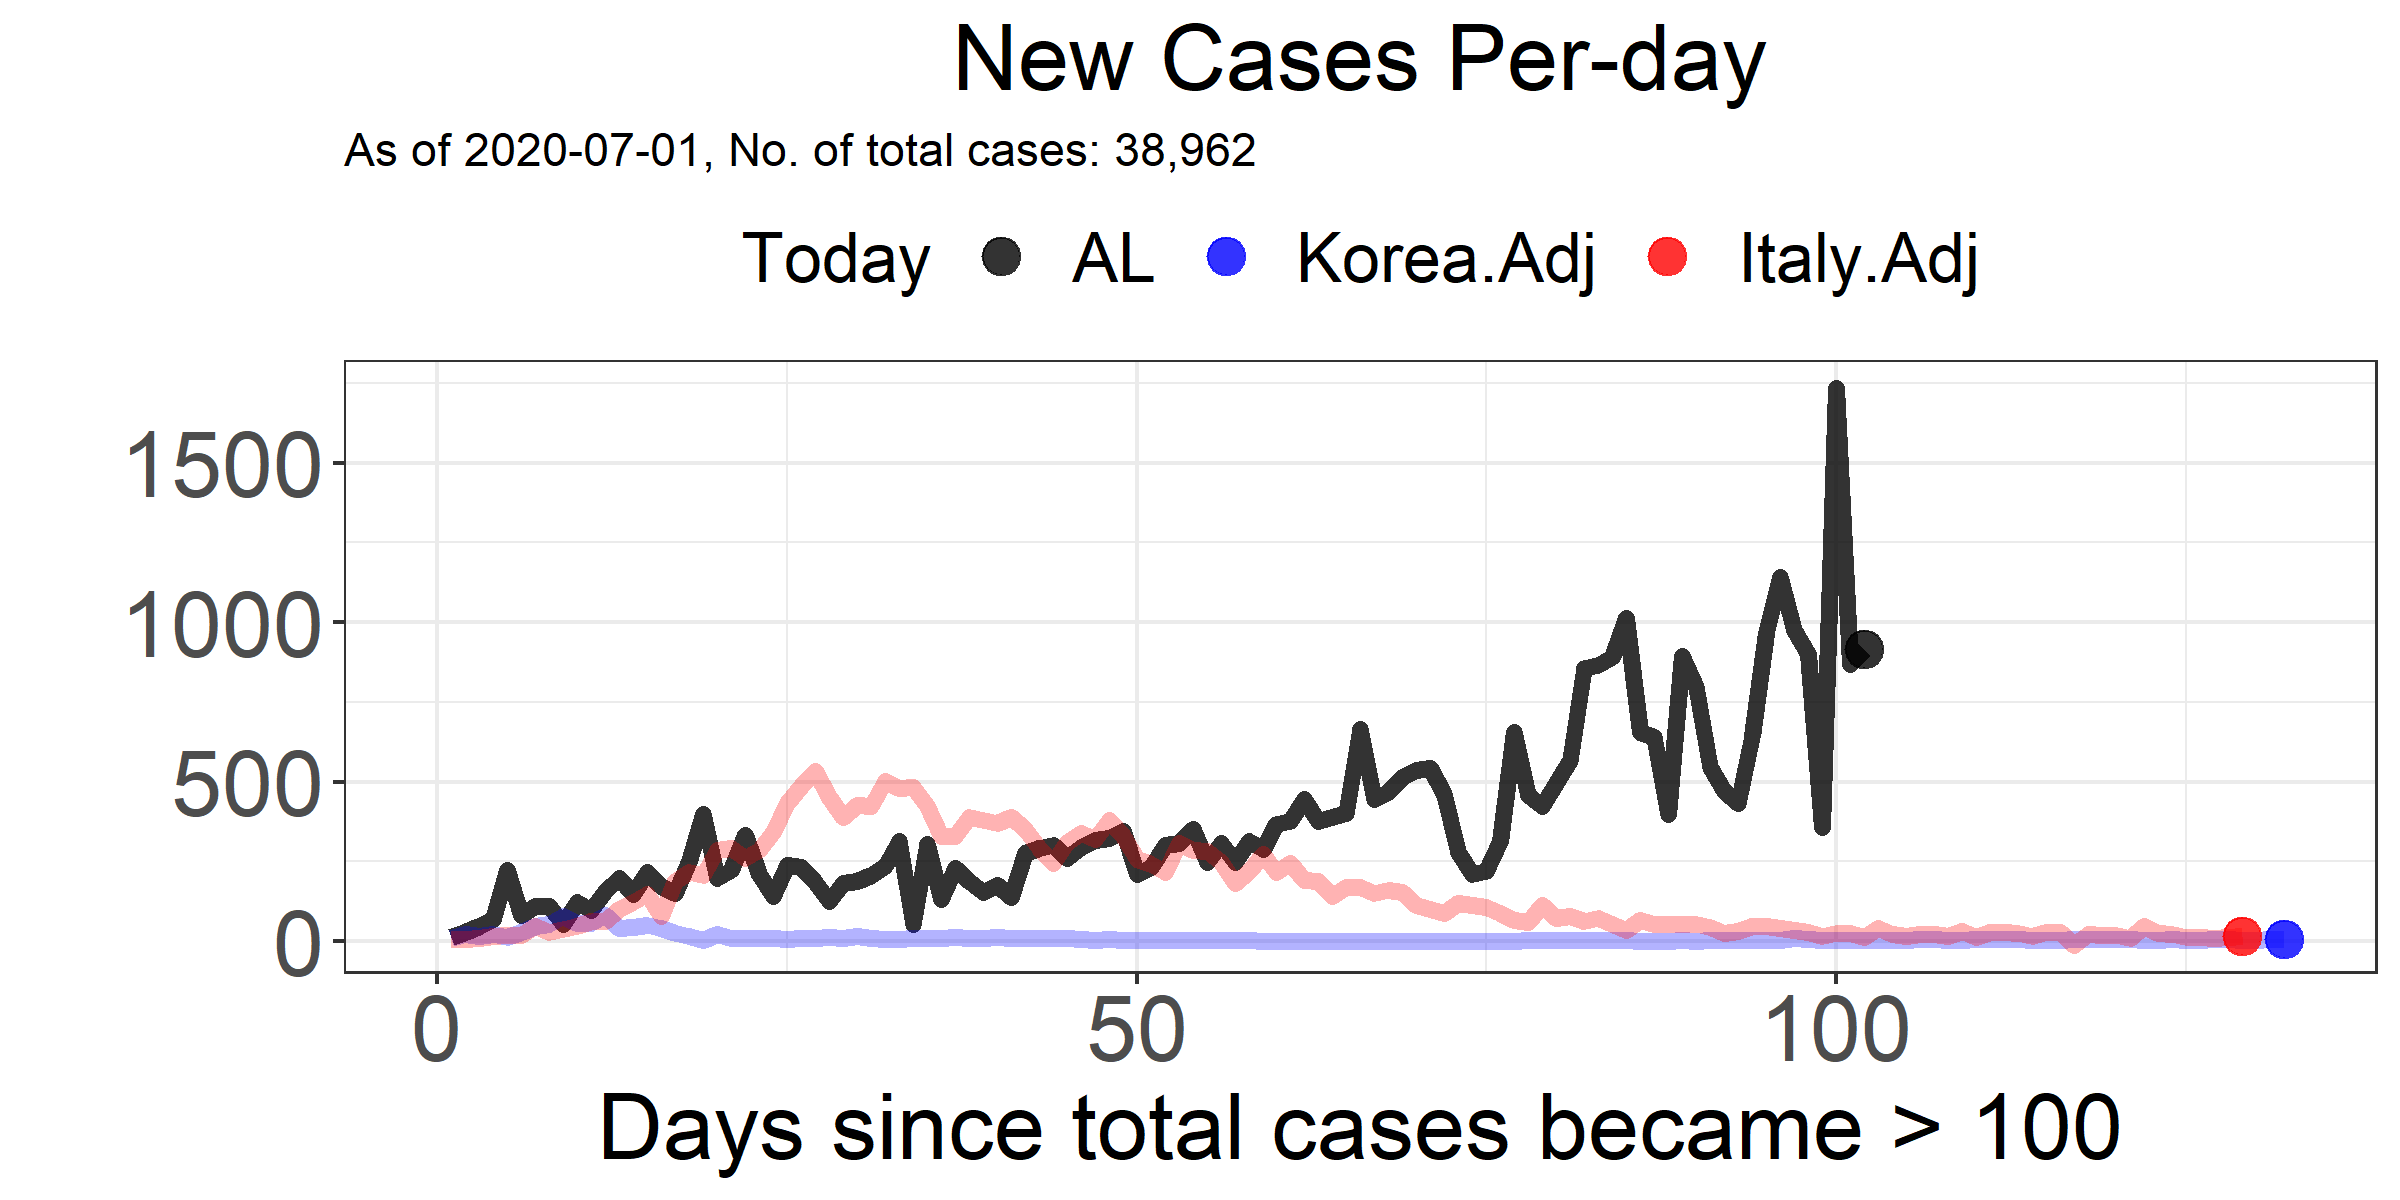 New Cases Per-day
As of 2020-07-01, No. of total cases: 38,962
Today AL Korea.Adj Italy.Adj
1500
1000
500
0
0 50 100
Days since total cases became > 100